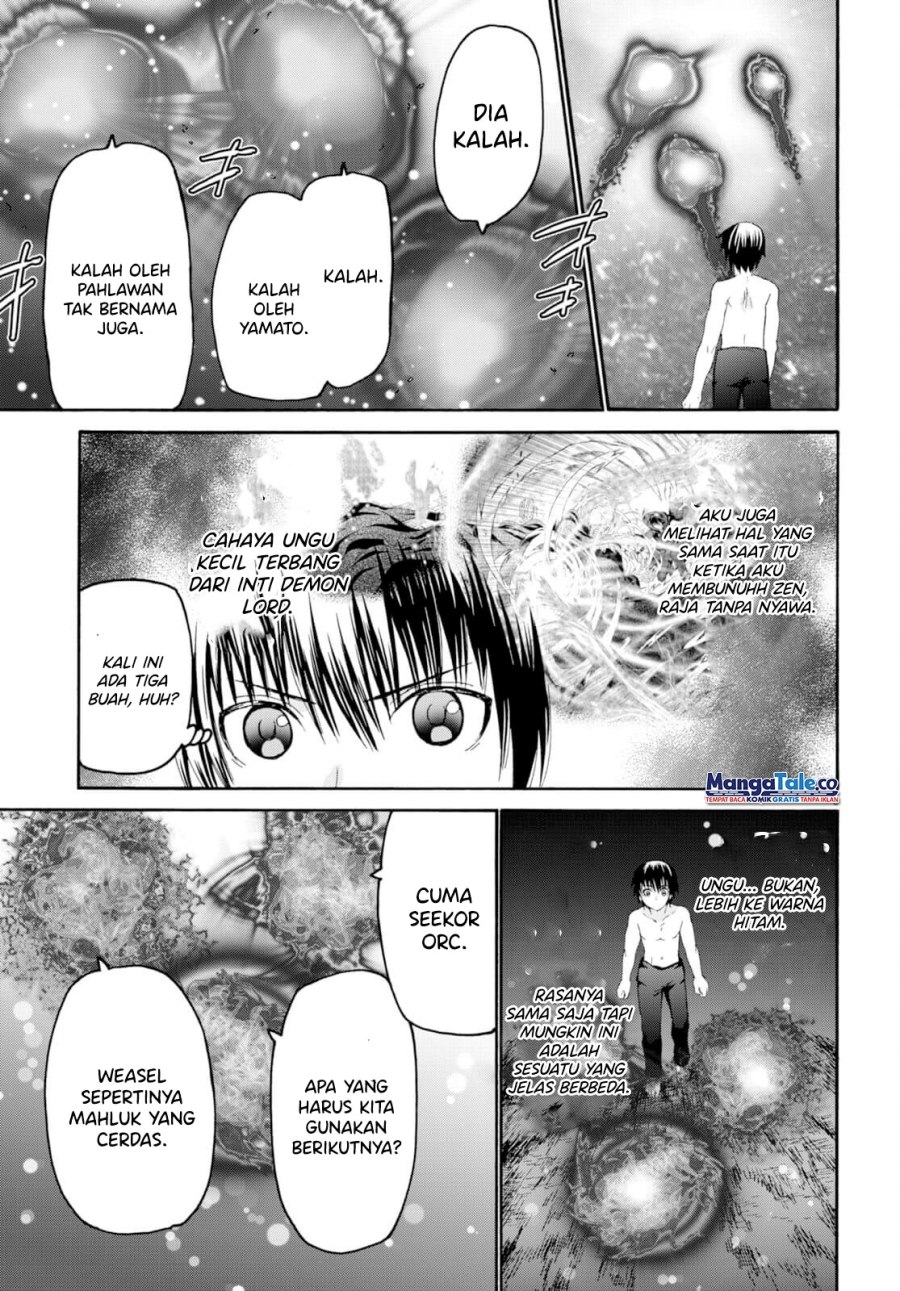 DIA
KALAH.
KALAH.
KALAH
OLEH
YAMATO.
KALAH OLEH
PAHLAWAN
TAK BERNAMA
JUGA.
AKU JUGA
MELIHAT HAL YANG
SAMA SAAT ITU
KETIKA AKU
MEMBUNUHH ZEN,
RAJA TANPA NYAWA.
CAHAYA UNGU
KECIL TERBANG
DARI INTI DEMON
LORD.
KALI INI
ADA TIGA
BUAH, HUH?
MangaTale.co
TEMPAT BACA KOMIK GRATIS TANPA IKLAN
UNGU... BUKAN,
LEBIH KE WARNA
HITAM.
RASANYA
SAMA SAJA TAPI
MUNGKIN INI
ADALAH
SESUATU YANG
JELAS BERBEDA.
CUMA
SEEKOR
ORC.
APA YANG
HARUS KITA
GUNAKAN
BERIKUTNYA?
WEASEL
SEPERTINYA
MAHLUK YANG
CERDAS.